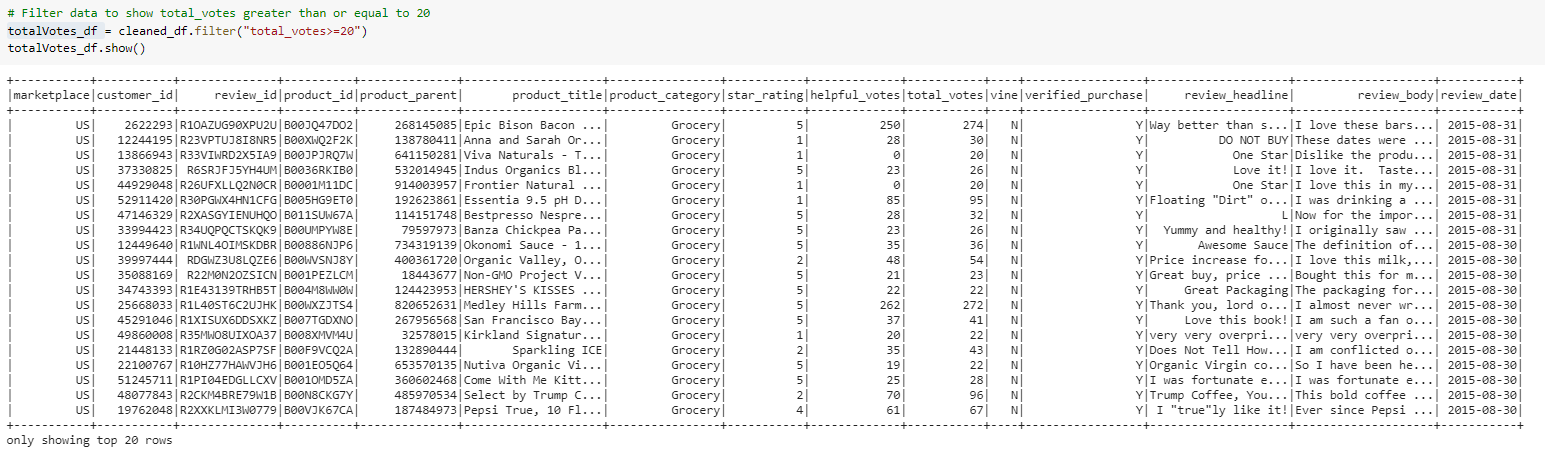 # Filter data to show total_votes greater than or equal to 20
totalVotes_df = cleaned_df.filter("total_votes>=20")
totalVotes_df.show()
+-----------+-----------+--------------+----------+--------------+--------------------+----------------+-----------+-------------+-----------+----+-----------------+--------------------+--------------------+-----------+
|marketplace|customer_id|     review_id|product_id|product_parent|       product_title|product_category|star_rating|helpful_votes|total_votes|vine|verified_purchase|     review_headline|         review_body|review_date|
+-----------+-----------+--------------+----------+--------------+--------------------+----------------+-----------+-------------+-----------+----+-----------------+--------------------+--------------------+-----------+
|         US|    2622293|R1OAZUG90XPU2U|B00JQ47DO2|     268145085|Epic Bison Bacon ...|         Grocery|          5|          250|        274|   N|                Y|Way better than s...|I love these bars...| 2015-08-31|
|         US|   12244195|R23VPTUJ8I8NR5|B00XWQ2F2K|     138780411|Anna and Sarah Or...|         Grocery|          1|           28|         30|   N|                Y|          DO NOT BUY|These dates were ...| 2015-08-31|
|         US|   13866943|R33VIWRD2X5IA9|B00JPJRQ7W|     641150281|Viva Naturals - T...|         Grocery|          1|            0|         20|   N|                Y|            One Star|Dislike the produ...| 2015-08-31|
|         US|   37330825| R6SRJFJ5YH4UM|B0036RKIB0|     532014945|Indus Organics Bl...|         Grocery|          5|           23|         26|   N|                Y|            Love it!|I love it.  Taste...| 2015-08-31|
|         US|   44929048|R26UFXLLQ2N0CR|B0001M11DC|     914003957|Frontier Natural ...|         Grocery|          1|            0|         20|   N|                Y|            One Star|I love this in my...| 2015-08-31|
|         US|   52911420|R30PGWX4HN1CFG|B005HG9ET0|     192623861|Essentia 9.5 pH D...|         Grocery|          1|           85|         95|   N|                Y|Floating "Dirt" o...|I was drinking a ...| 2015-08-31|
|         US|   47146329|R2XASGYIENUHQO|B011SUW67A|     114151748|Bestpresso Nespre...|         Grocery|          5|           28|         32|   N|                Y|                   L|Now for the impor...| 2015-08-31|
|         US|   33994423|R34UQPQCTSKQK9|B00UMPYW8E|      79597973|Banza Chickpea Pa...|         Grocery|          5|           23|         26|   N|                Y|  Yummy and healthy!|I originally saw ...| 2015-08-31|
|         US|   12449640|R1WNL4OIMSKDBR|B00886NJP6|     734319139|Okonomi Sauce - 1...|         Grocery|          5|           35|         36|   N|                Y|       Awesome Sauce|The definition of...| 2015-08-30|
|         US|   39997444| RDGWZ3U8LQZE6|B00WVSNJ8Y|     400361720|Organic Valley, O...|         Grocery|          2|           48|         54|   N|                Y|Price increase fo...|I love this milk,...| 2015-08-30|
|         US|   35088169| R22M0N2OZSICN|B001PEZLCM|      18443677|Non-GMO Project V...|         Grocery|          5|           21|         23|   N|                Y|Great buy, price ...|Bought this for m...| 2015-08-30|
|         US|   34743393|R1E43139TRHB5T|B004M8WW0W|     124423953|HERSHEY'S KISSES ...|         Grocery|          5|           22|         22|   N|                Y|     Great Packaging|The packaging for...| 2015-08-30|
|         US|   25668033|R1L40ST6C2UJHK|B00WXZJTS4|     820652631|Medley Hills Farm...|         Grocery|          5|          262|        272|   N|                Y|Thank you, lord o...|I almost never wr...| 2015-08-30|
|         US|   45291046|R1XISUX6DDSXKZ|B007TGDXNO|     267956568|San Francisco Bay...|         Grocery|          5|           37|         41|   N|                Y|     Love this book!|I am such a fan o...| 2015-08-30|
|         US|   49860008|R35MWO8UIXOA37|B008XMVM4U|      32578015|Kirkland Signatur...|         Grocery|          1|           20|         22|   N|                Y|very very overpri...|very very overpri...| 2015-08-30|
|         US|   21448133|R1RZ0G02ASP7SF|B00F9VCQ2A|     132890444|       Sparkling ICE|         Grocery|          2|           35|         43|   N|                Y|Does Not Tell How...|I am conflicted o...| 2015-08-30|
|         US|   22100767|R10HZ77HAWVJH6|B001EO5Q64|     653570135|Nutiva Organic Vi...|         Grocery|          5|           19|         22|   N|                Y|Organic Virgin co...|So I have been he...| 2015-08-30|
|         US|   51245711|R1PI04EDGLLCXV|B001OMD5ZA|     360602468|Come With Me Kitt...|         Grocery|          5|           25|         28|   N|                Y|I was fortunate e...|I was fortunate e...| 2015-08-30|
|         US|   48077843|R2CKM4BRE79W1B|B00N8CKG7Y|     485970534|Select by Trump C...|         Grocery|          2|           70|         96|   N|                Y|Trump Coffee, You...|This bold coffee ...| 2015-08-30|
|         US|   19762048|R2XXKLMI3W0779|B00VJK67CA|     187484973|Pepsi True, 10 Fl...|         Grocery|          4|           61|         67|   N|                Y| I "true"ly like it!|Ever since Pepsi ...| 2015-08-30|
+-----------+-----------+--------------+----------+--------------+--------------------+----------------+-----------+-------------+-----------+----+-----------------+--------------------+--------------------+-----------+
only showing top 20 rows